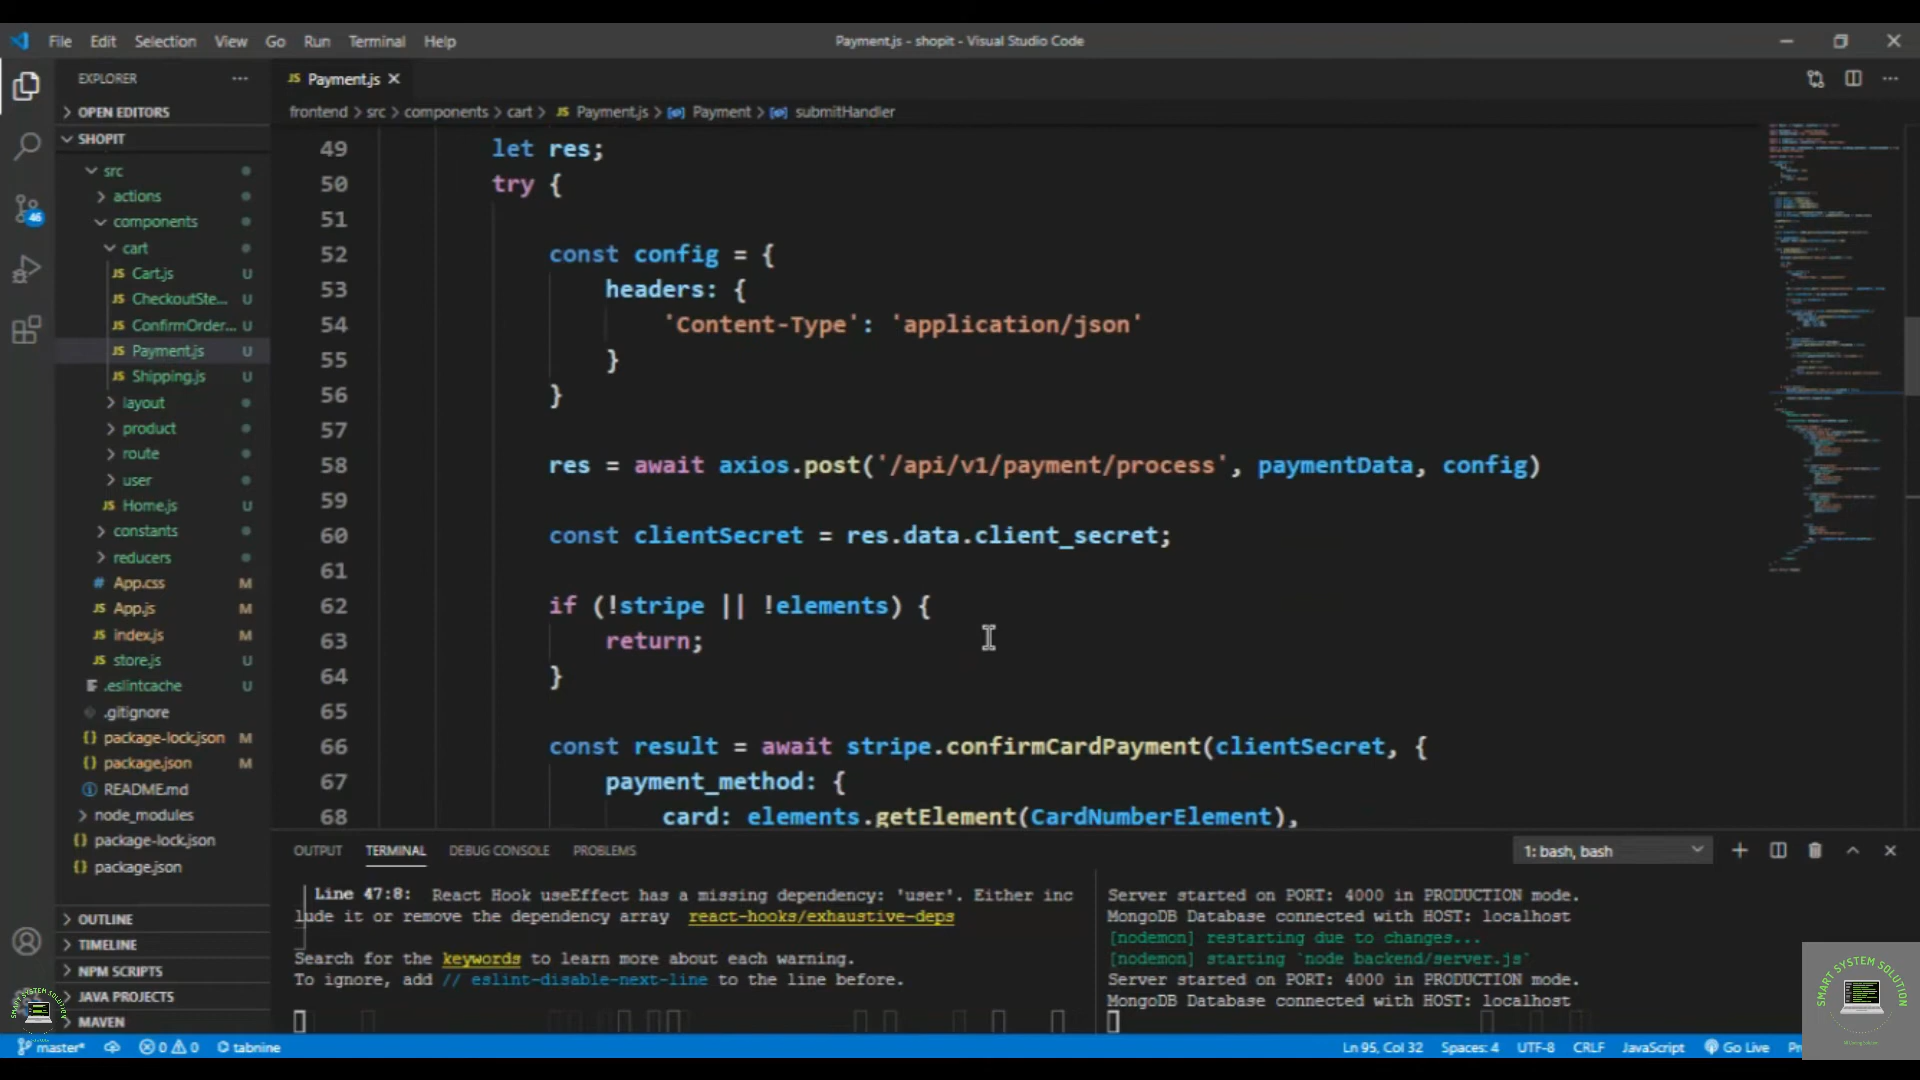 File Edit Selection View Go Run Terminal Help
Payment.js - shopit - Visual Studio Code
EXPLORER
OPEN EDITORS
SHOPIT
src
actions
components
cart
Cart.js U
CheckoutSte... U
ConfirmOrder... U
Payment.js U
Shipping.js U
layout
product
route
user
Home.js U
constants
reducers
App.css M
App.js M
index.js M
store.js U
.eslintcache U
.gitignore
package-lock.json M
package.json M
README.md
node_modules
package-lock.json
package.json
OUTLINE
TIMELINE
NPM SCRIPTS
JAVA PROJECTS
MAVEN
46
JS Payment.js
frontend > src > components > cart > JS Payment.js > Payment > submitHandler
49 let res;
50 try {
51
52 const config = {
53 headers: {
54 'Content-Type': 'application/json'
55 }
56 }
57
58 res = await axios.post('/api/v1/payment/process', paymentData, config)
59
60 const clientSecret = res.data.client_secret;
61
62 if (!stripe || !elements) {
63 return;
64 }
65
66 const result = await stripe.confirmCardPayment(clientSecret, {
67 payment_method: {
68 card: elements.getElement(CardNumberElement),
OUTPUT TERMINAL DEBUG CONSOLE PROBLEMS
1: bash, bash
Line 47:8: React Hook useEffect has a missing dependency: 'user'. Either inc
lude it or remove the dependency array react-hooks/exhaustive-deps
Search for the keywords to learn more about each warning.
To ignore, add // eslint-disable-next-line to the line before.
Server started on PORT: 4000 in PRODUCTION mode.
MongoDB Database connected with HOST: localhost
[nodemon] restarting due to changes...
[nodemon] starting `node backend/server.js`
Server started on PORT: 4000 in PRODUCTION mode.
MongoDB Database connected with HOST: localhost
SMART SYSTEM SOLUTION
master* 0 0 tabnine
Ln 95, Col 32 Spaces: 4 UTF-8 CRLF JavaScript Go Live